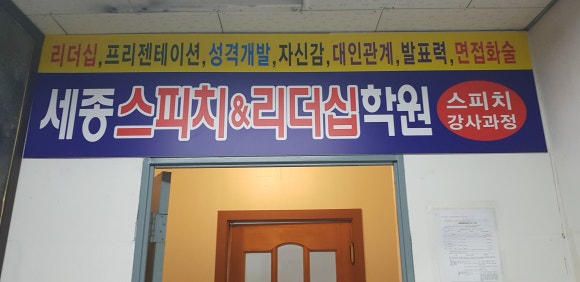 리더십,프리젠테이션,성격개발,자신감,대인관계,발표력,면접화술
세종스피치&리더십학원
스피치
강사과정